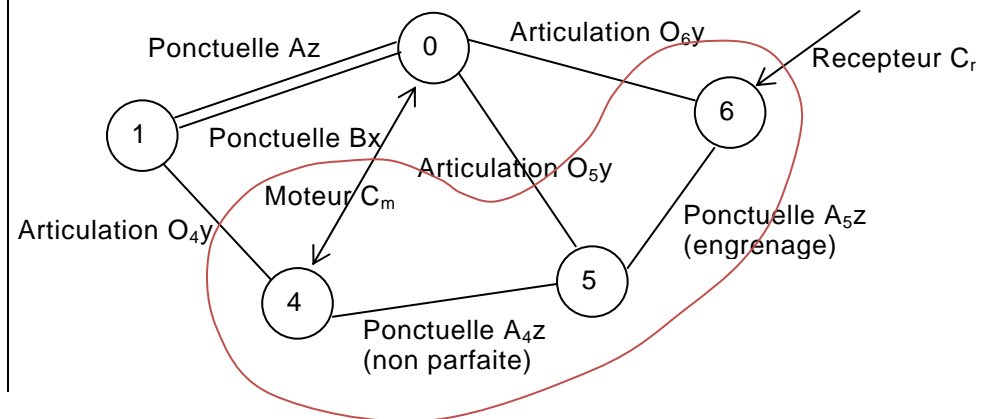 Ponctuelle Az
0
Articulation O₆y
Recepteur Cᵣ
6
1
Ponctuelle Bx
Articulation O₅y
Moteur Cₘ
Articulation O₄y
Ponctuelle A₅z
(engrenage)
5
4
Ponctuelle A₄z
(non parfaite)